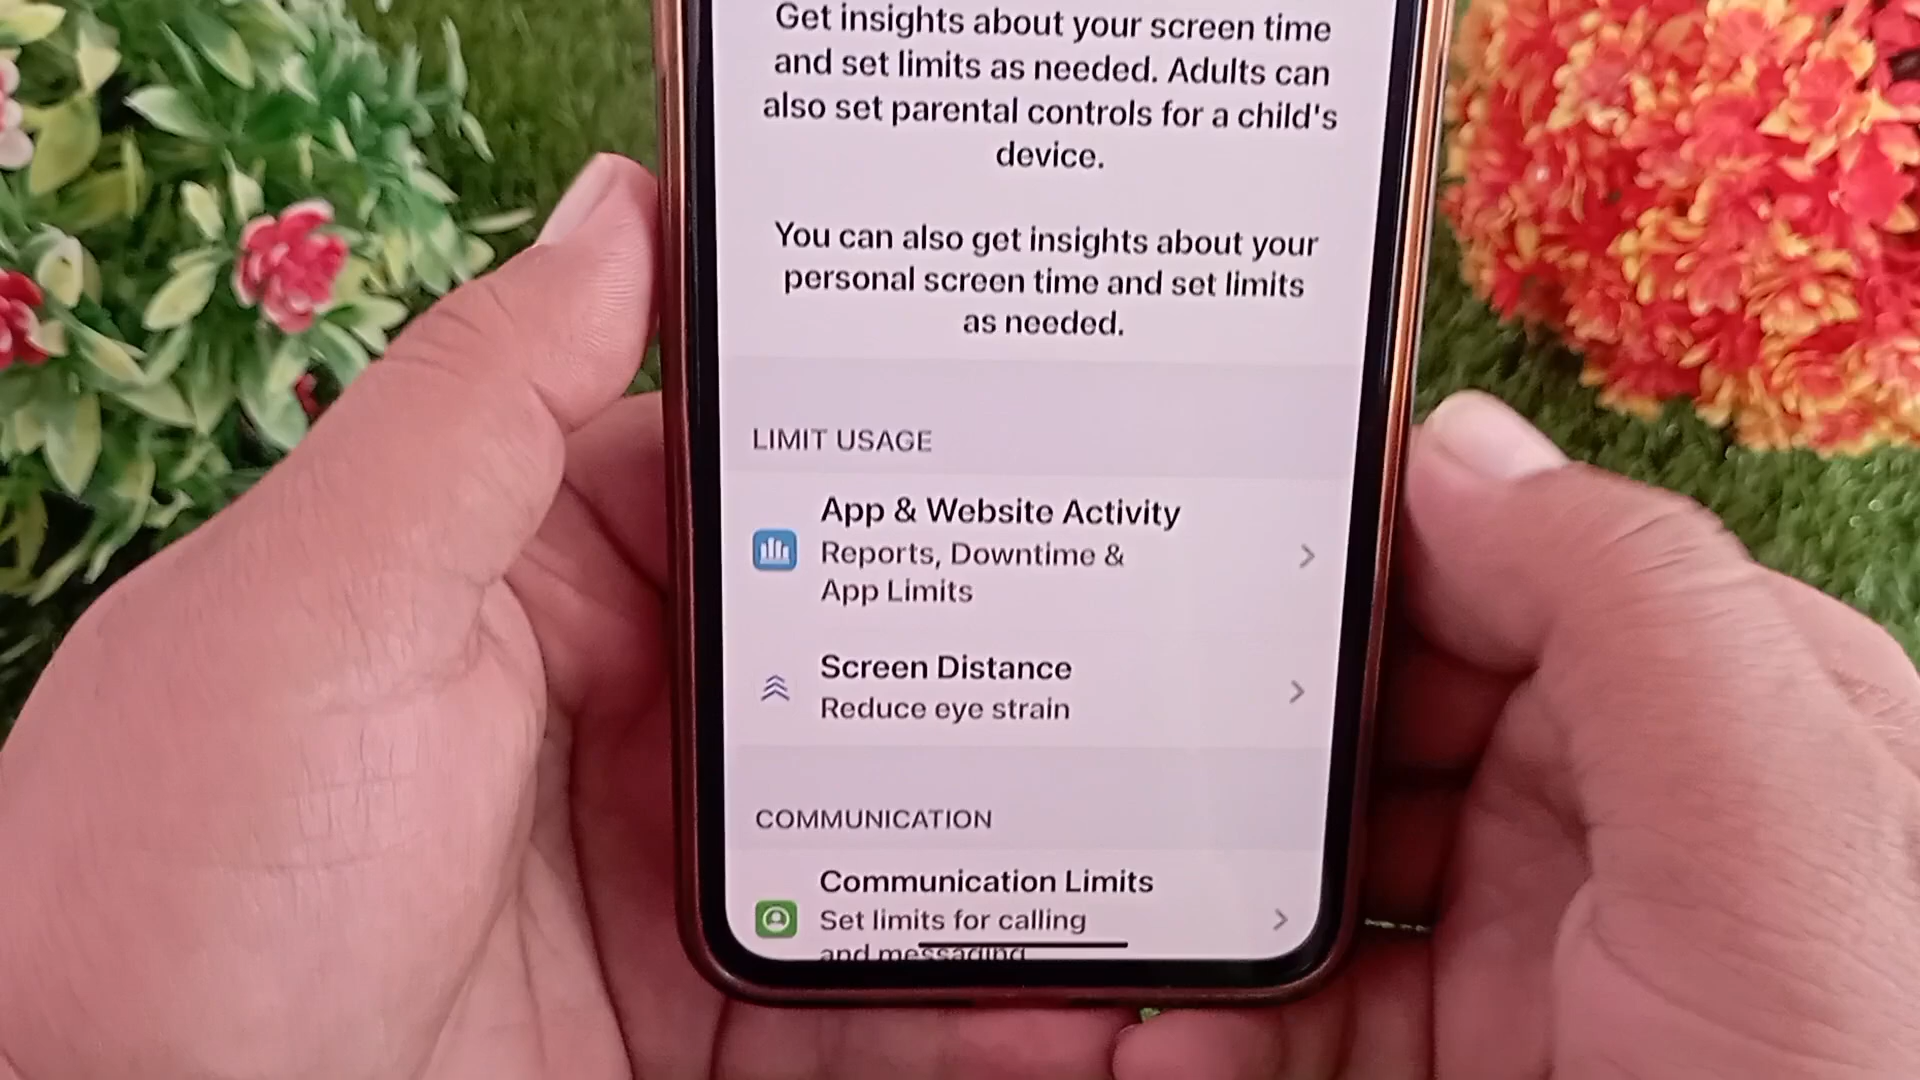 Get insights about your screen time
and set limits as needed. Adults can
also set parental controls for a child's
device.
You can also get insights about your
personal screen time and set limits
as needed.
LIMIT USAGE
App & Website Activity
Reports, Downtime &
App Limits
Screen Distance
Reduce eye strain
COMMUNICATION
Communication Limits
Set limits for calling
and messaging